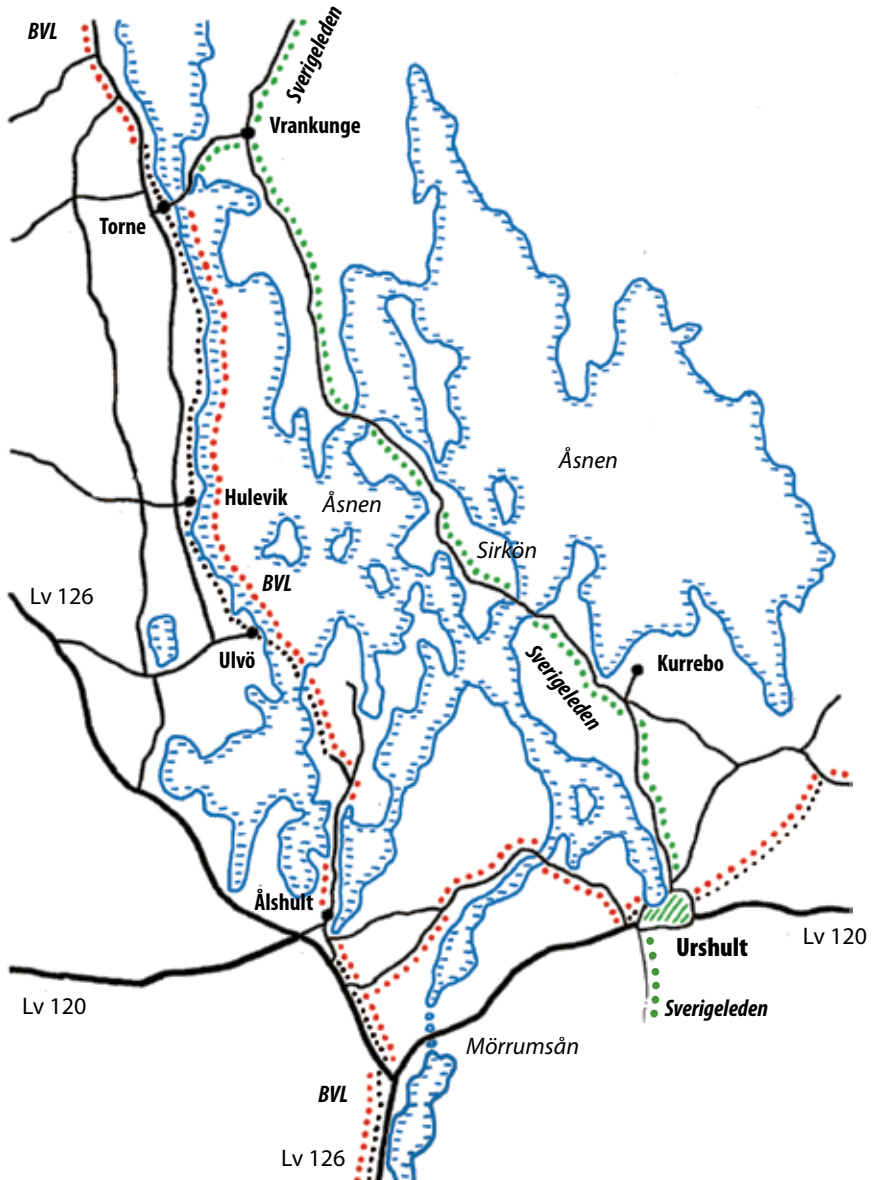 BVL
Sverigeleden
Vrankunge
Torne
Åsnen
Hulevik
Åsnen
Sirkön
BVL
Lv 126
Ulvö
Sverigeleden
Kurrebo
Ålshult
Urshult
Lv 120
Lv 120
Sverigeleden
Mörrumsån
BVL
Lv 126